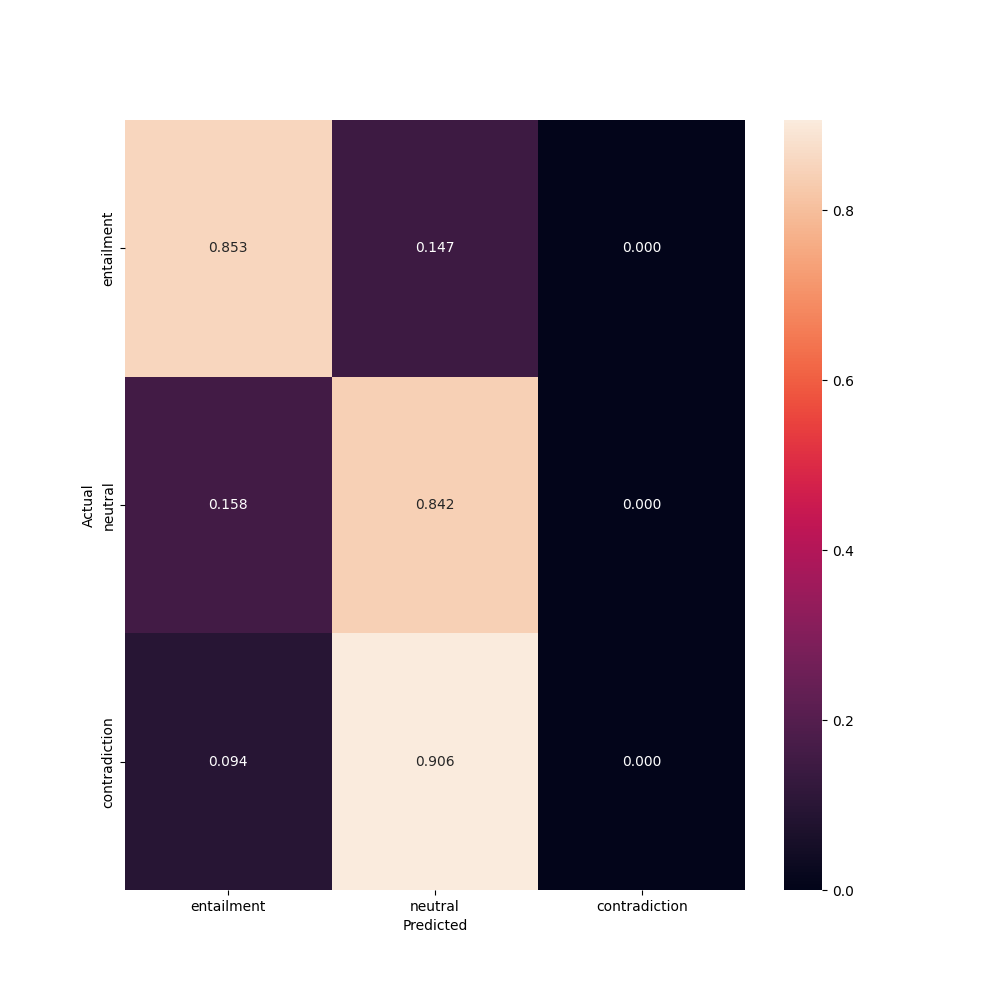 entailment
neutral
contradiction
Actual
0.853 0.147 0.000
0.158 0.842 0.000
0.094 0.906 0.000
entailment neutral contradiction
Predicted
0.8
0.6
0.4
0.2
0.0